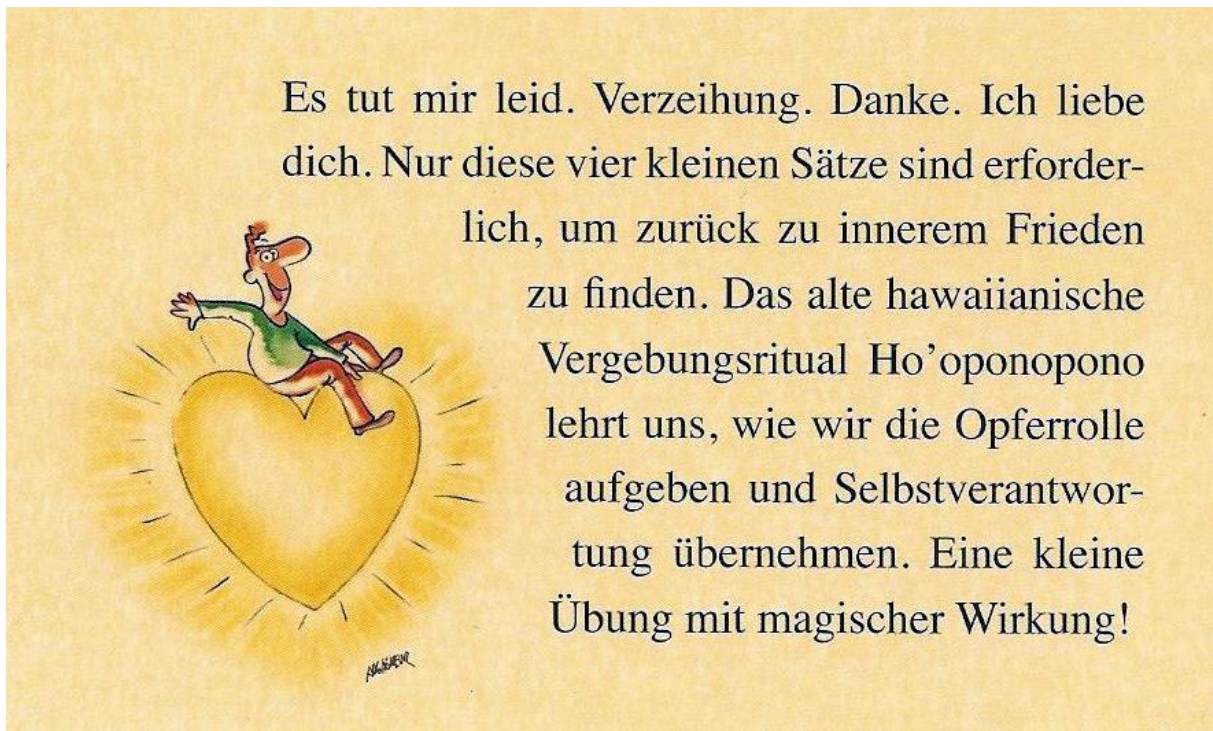 Es tut mir leid. Verzeihung. Danke. Ich liebe
dich. Nur diese vier kleinen Sätze sind erforder-
lich, um zurück zu innerem Frieden
zu finden. Das alte hawaiianische
Vergebungsritual Ho’oponopono
lehrt uns, wie wir die Opferrolle
aufgeben und Selbstverantwor-
tung übernehmen. Eine kleine
Übung mit magischer Wirkung!